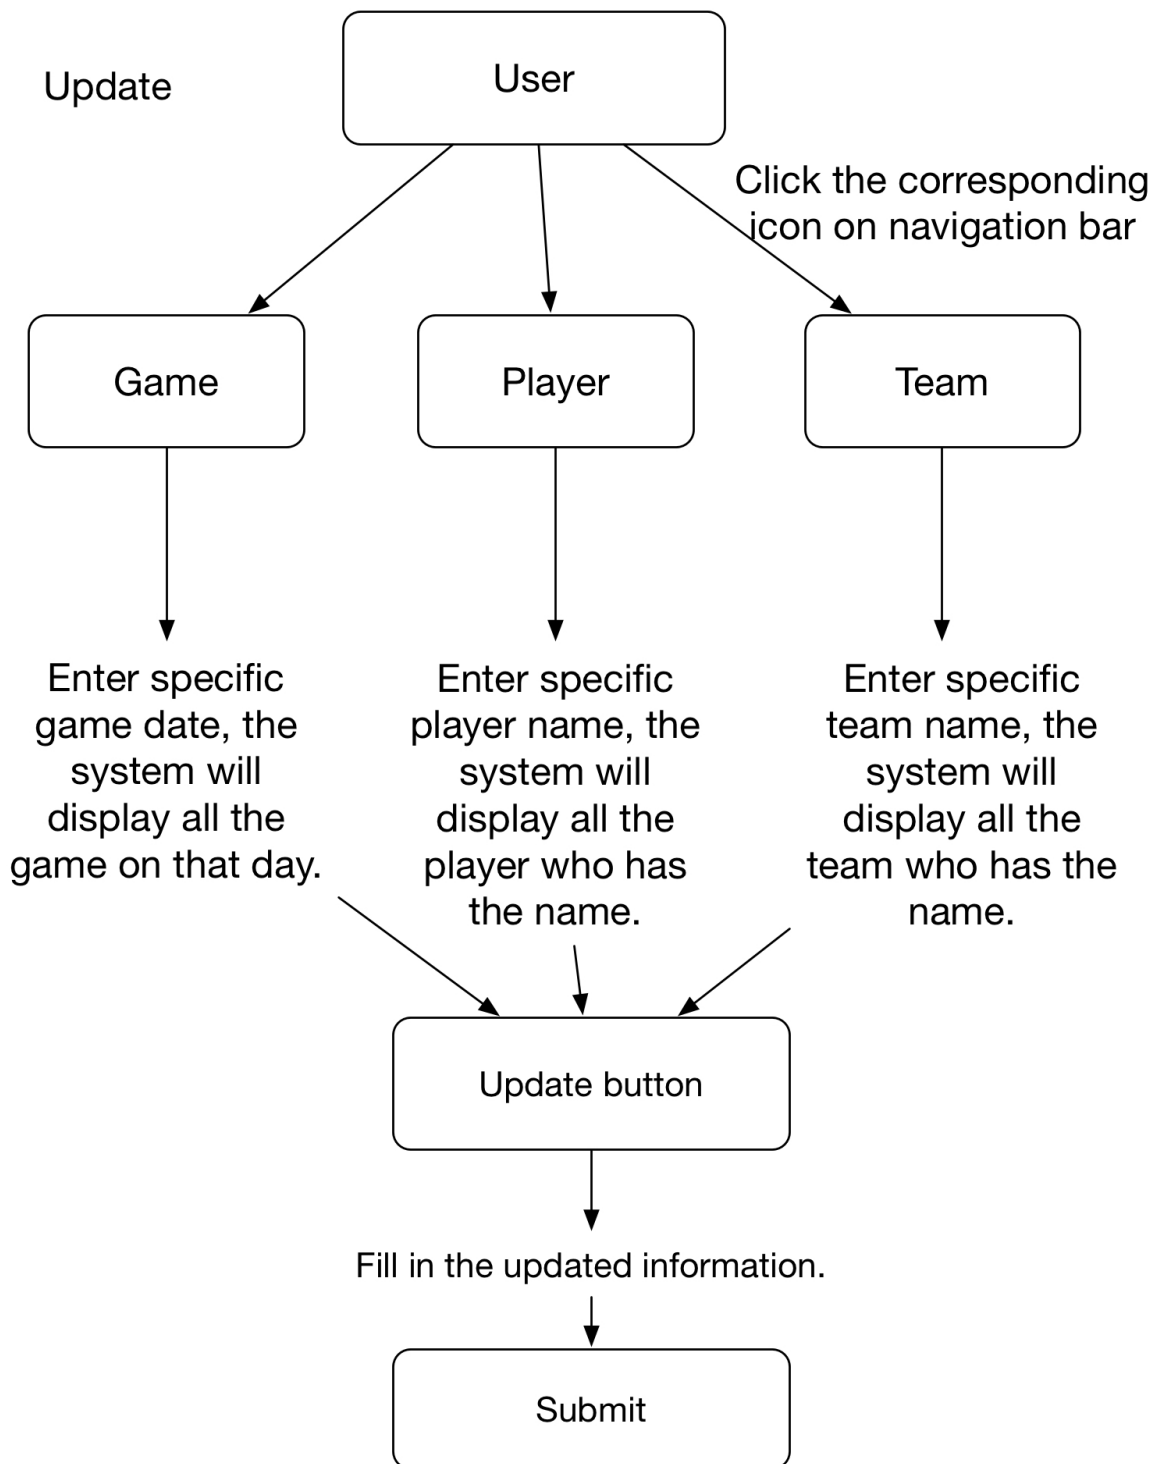 Update
User
Click the corresponding
icon on navigation bar
Game
Player
Team
Enter specific
game date, the
system will
display all the
game on that day.
Enter specific
player name, the
system will
display all the
player who has
the name.
Enter specific
team name, the
system will
display all the
team who has the
name.
Update button
Fill in the updated information.
Submit